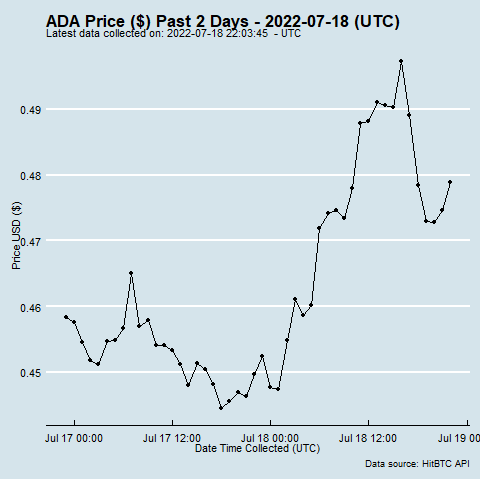 ADA Price ($) Past 2 Days - 2022-07-18 (UTC)
Latest data collected on: 2022-07-18 22:03:45 - UTC
0.49
0.48
0.47
0.46
0.45
Price USD ($)
Jul 17 00:00 Jul 17 12:00 Jul 18 00:00 Jul 18 12:00 Jul 19 00
Date Time Collected (UTC)
Data source: HitBTC API